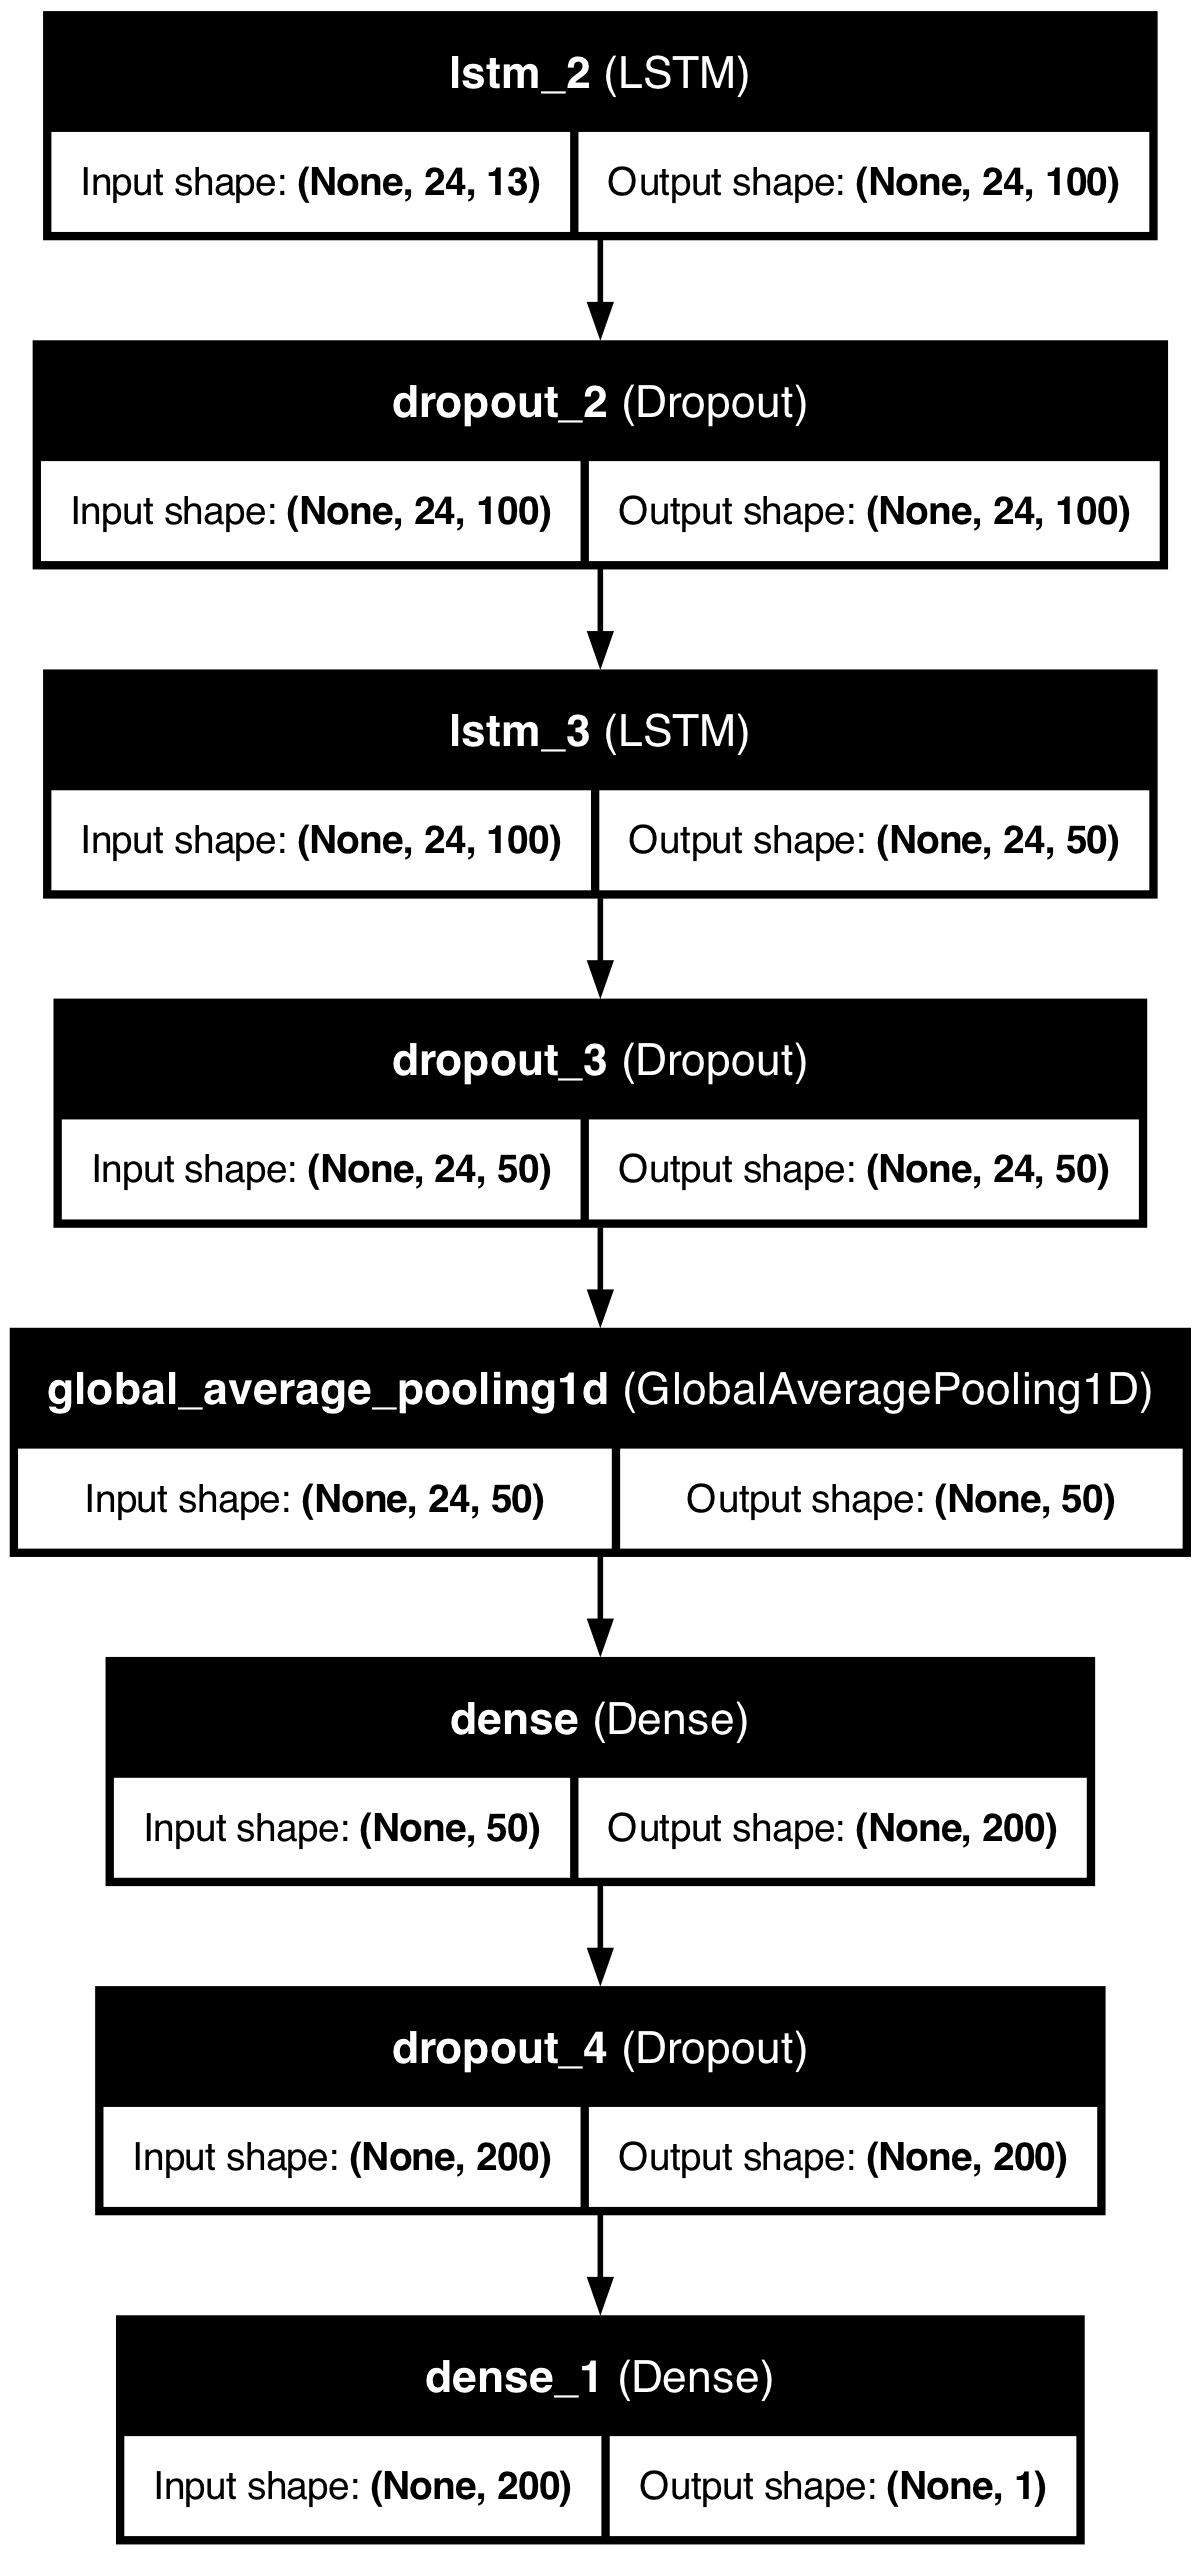 lstm_2 (LSTM)
Input shape: (None, 24, 13) Output shape: (None, 24, 100)
dropout_2 (Dropout)
Input shape: (None, 24, 100) Output shape: (None, 24, 100)
lstm_3 (LSTM)
Input shape: (None, 24, 100) Output shape: (None, 24, 50)
dropout_3 (Dropout)
Input shape: (None, 24, 50) Output shape: (None, 24, 50)
global_average_pooling1d (GlobalAveragePooling1D)
Input shape: (None, 24, 50) Output shape: (None, 50)
dense (Dense)
Input shape: (None, 50) Output shape: (None, 200)
dropout_4 (Dropout)
Input shape: (None, 200) Output shape: (None, 200)
dense_1 (Dense)
Input shape: (None, 200) Output shape: (None, 1)